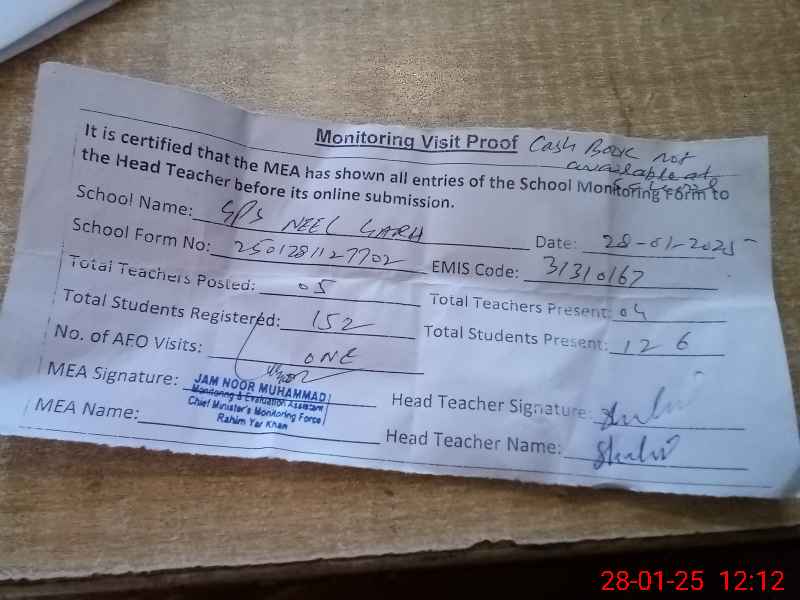 Monitoring Visit Proof Cash Book not
available at
It is certified that the MEA has shown all entries of the School Monitoring Form to
the Head Teacher before its online submission.
School Name: GPS NEEL GARH Date: 28-01-2025
School Form No: 2501281127702 EMIS Code: 31310167
Total Teachers Posted: 05 Total Teachers Present: 04
Total Students Registered: 152 Total Students Present: 126
No. of AEO Visits: ONE
MEA Signature: JAM NOOR MUHAMMAD Head Teacher Signature:
Monitoring & Evaluation Assistant
Chief Minister's Monitoring Force
Rahim Yar Khan
MEA Name: Head Teacher Name:
28-01-25 12:12